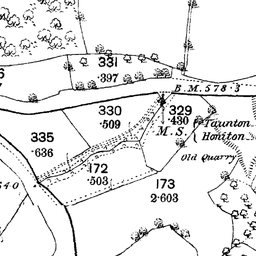 331
·397
B.M. 578·3
330
·509
329
·430
M.S.
Taunton
Honiton
335
·636
Old Quarry
172
·503
173
2·603